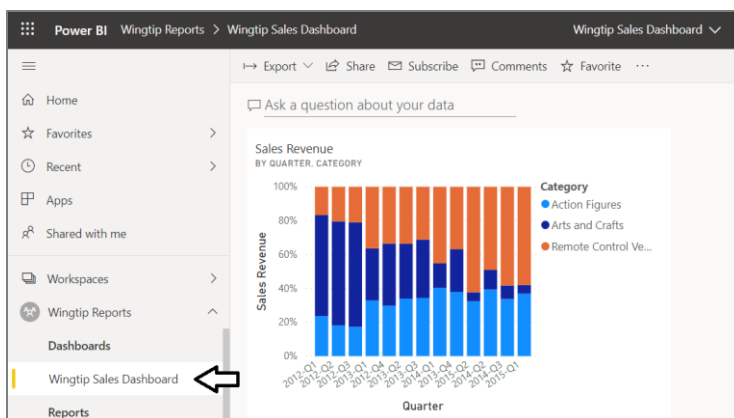 Power BI Wingtip Reports > Wingtip Sales Dashboard
Wingtip Sales Dashboard
Export
Share
Subscribe
Comments
Favorite
Home
Favorites
Recent
Apps
Shared with me
Workspaces
Wingtip Reports
Dashboards
Wingtip Sales Dashboard
Reports
Ask a question about your data
Sales Revenue
BY QUARTER, CATEGORY
100%
80%
60%
40%
20%
0%
Sales Revenue
2012-Q1
2012-Q2
2012-Q3
2013-Q1
2012-Q4
2013-Q2
2013-Q3
2014-Q1
2013-Q4
2014-Q2
2014-Q3
2015-Q1
Quarter
Category
Action Figures
Arts and Crafts
Remote Control Ve...